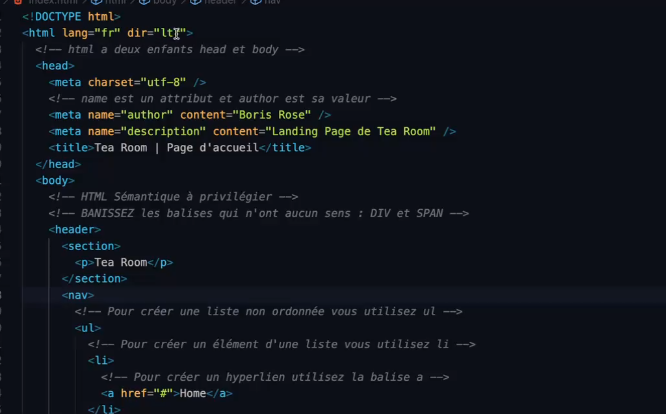 index.html > html > body > header > nav
<!DOCTYPE html>
<html lang="fr" dir="ltr">
<!-- html a deux enfants head et body -->
<head>
<meta charset="utf-8" />
<!-- name est un attribut et author est sa valeur -->
<meta name="author" content="Boris Rose" />
<meta name="description" content="Landing Page de Tea Room" />
<title>Tea Room | Page d'accueil</title>
</head>
<body>
<!-- HTML Sémantique à privilégier -->
<!-- BANISSEZ les balises qui n'ont aucun sens : DIV et SPAN -->
<header>
<section>
<p>Tea Room</p>
</section>
<nav>
<!-- Pour créer une liste non ordonnée vous utilisez ul -->
<ul>
<!-- Pour créer un élément d'une liste vous utilisez li -->
<li>
<!-- Pour créer un hyperlien utilisez la balise a -->
<a href="#">Home</a>
</li>